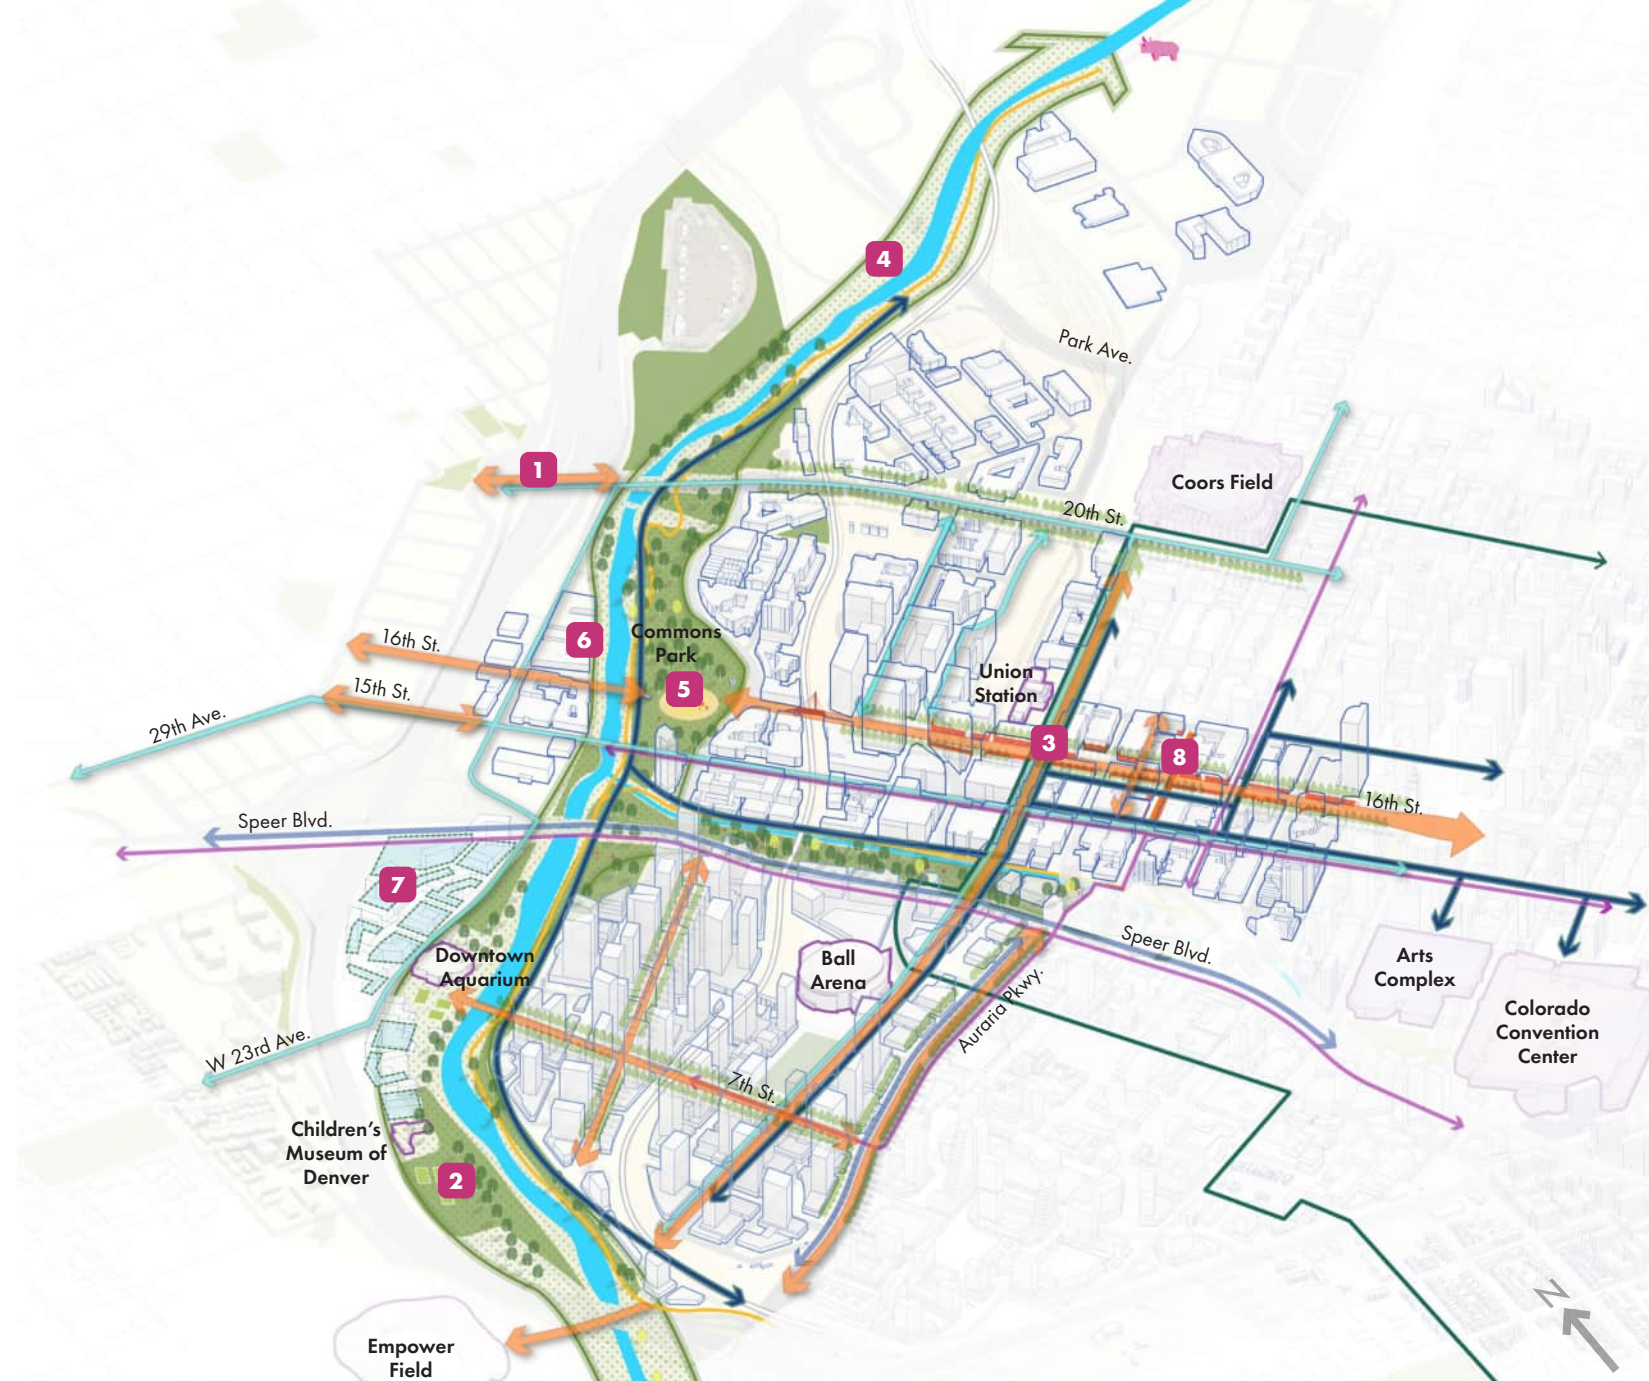 4
Park Ave.
1
Coors Field
20th St.
6
Commons
Park
16th St.
5
Union
Station
15th St.
29th Ave.
3
8
16th St.
Speer Blvd.
7
Speer Blvd.
Downtown
Aquarium
Ball
Arena
Arts
Complex
Auraria Pkwy.
Colorado
Convention
Center
W 23rd Ave.
7th St.
Children's
Museum of
Denver
2
N
Empower
Field